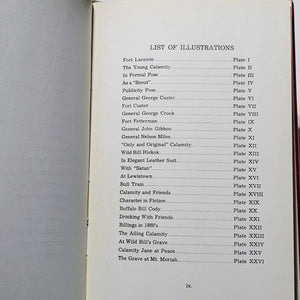 LIST OF ILLUSTRATIONS
Fort Laramie Plate I
The Young Calamity Plate II
In Formal Pose Plate III
As a "Scout" Plate IV
Publicity Pose Plate V
General George Custer Plate VI
Fort Custer Plate VII
General George Crook Plate VIII
Fort Fetterman Plate IX
General John Gibbon Plate X
General Nelson Miles Plate XI
"Only and Original" Calamity Plate XII
Wild Bill Hickok Plate XIII
In Elegant Leather Suit Plate XIV
With "Satan" Plate XV
At Lewistown Plate XVI
Bull Train Plate XVII
Calamity and Friends Plate XVIII
Character in Fiction Plate XIX
Buffalo Bill Cody Plate XX
Drinking With Friends Plate XXI
Billings in 1880's Plate XXII
The Ailing Calamity Plate XXIII
At Wild Bill's Grave Plate XXIV
Calamity Jane at Peace Plate XXV
The Grave at Mt. Moriah Plate XXVI
ix.